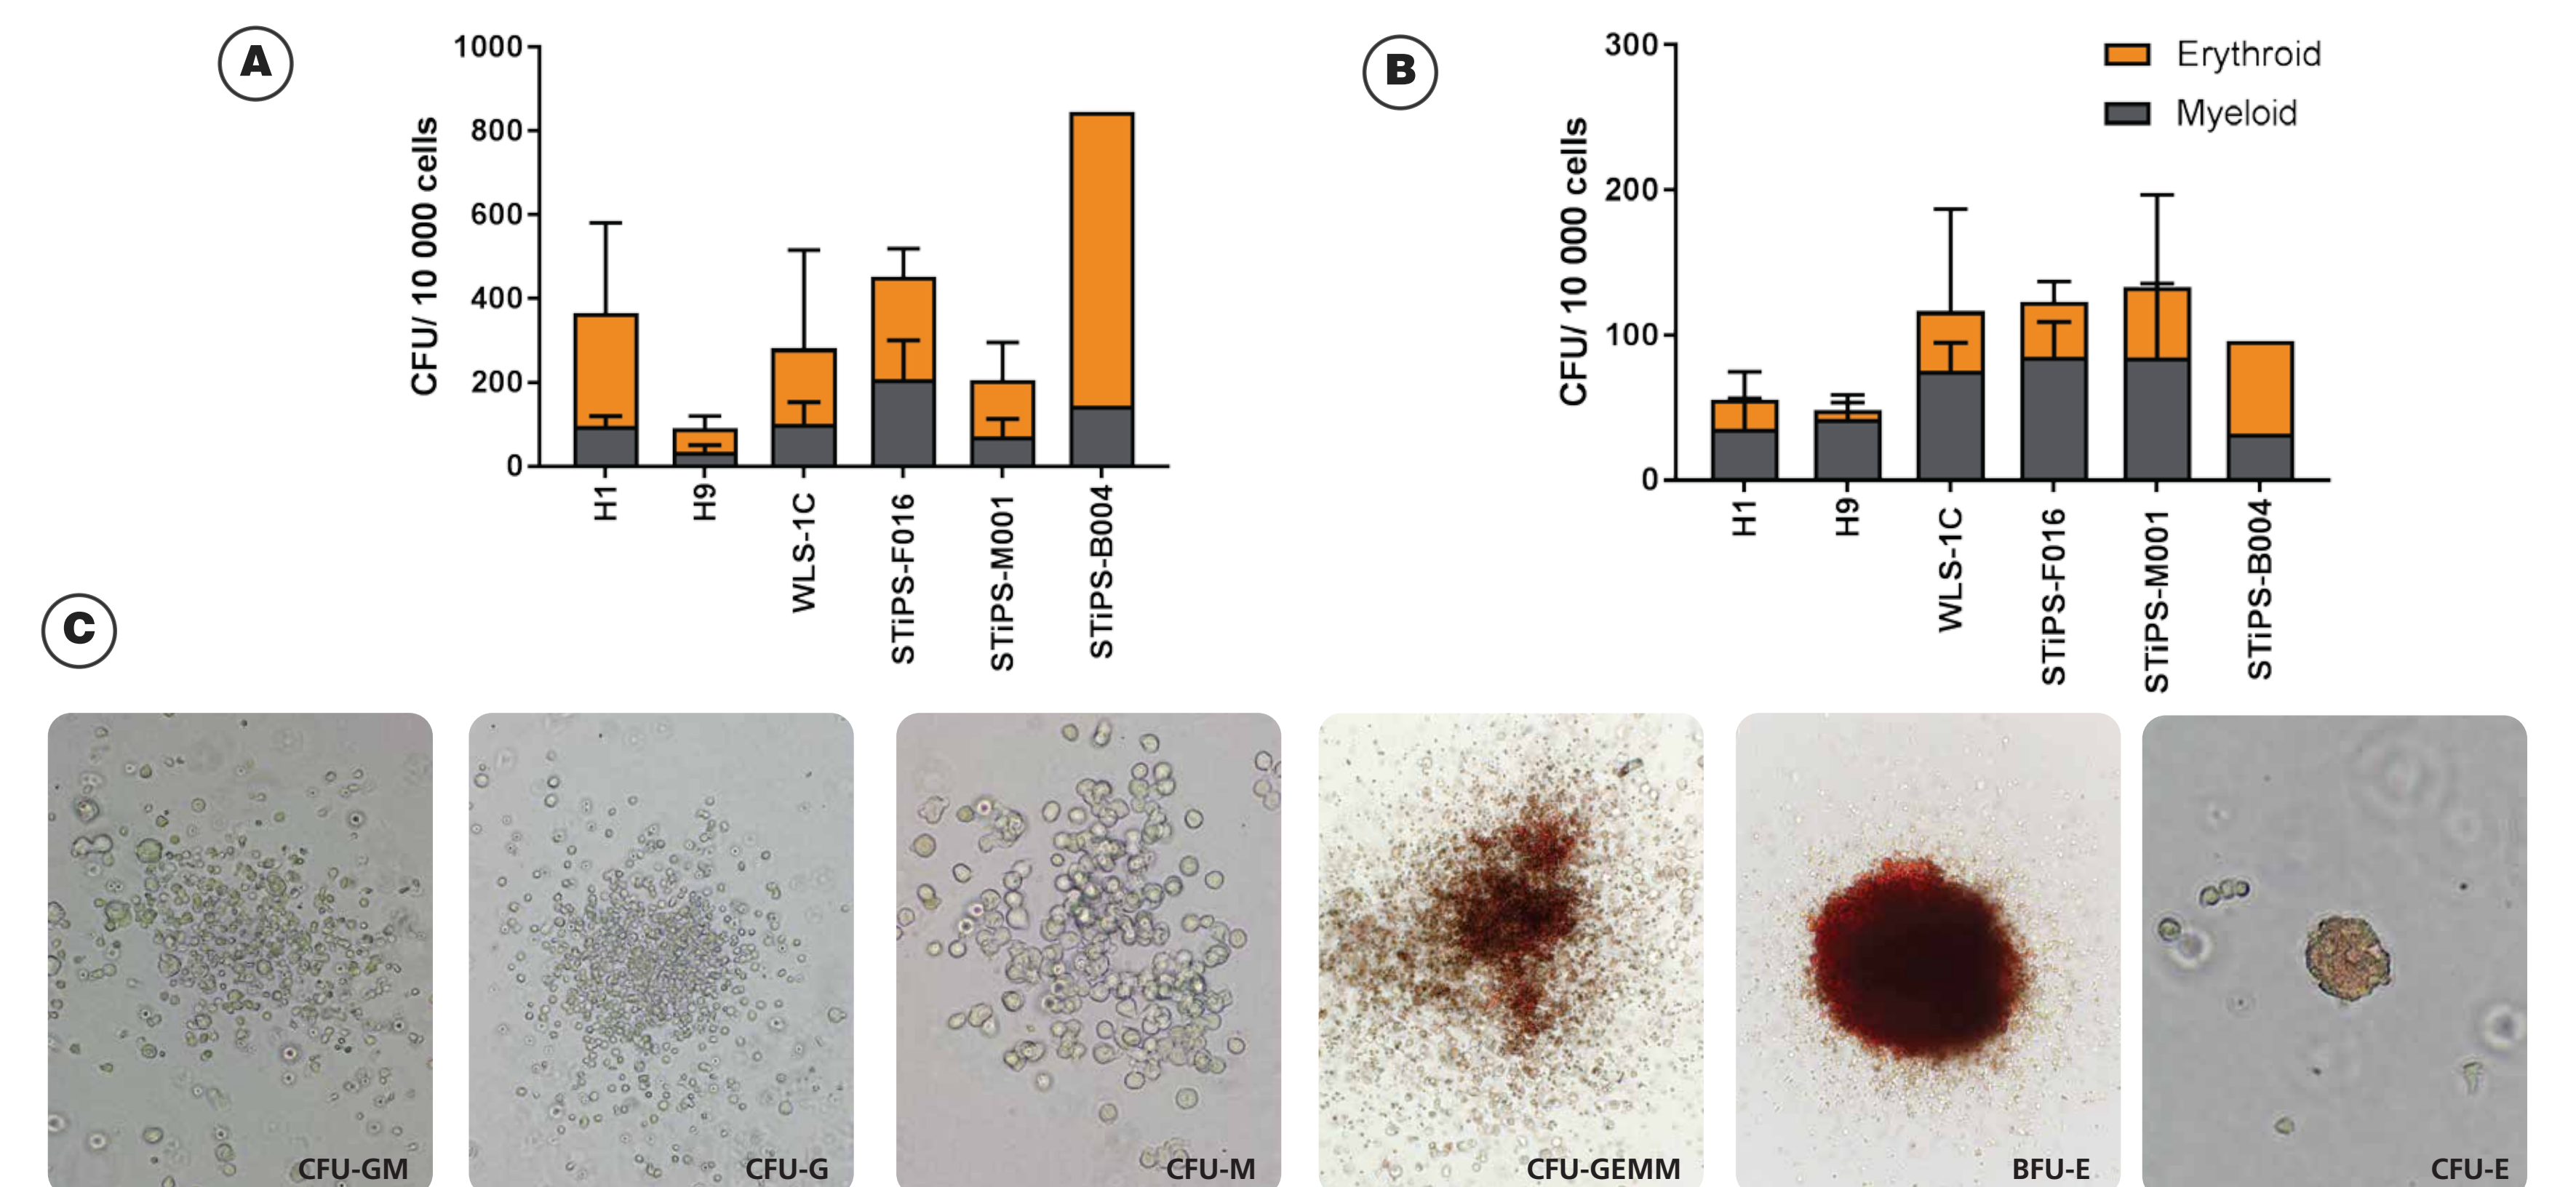 A
CFU/ 10 000 cells
1000
800
600
400
200
0
H1
H9
WLS-1C
STiPS-F016
STiPS-M001
STiPS-B004
B
CFU/ 10 000 cells
300
200
100
0
Erythroid
Myeloid
H1
H9
WLS-1C
STiPS-F016
STiPS-M001
STiPS-B004
C
CFU-GM
CFU-G
CFU-M
CFU-GEMM
BFU-E
CFU-E